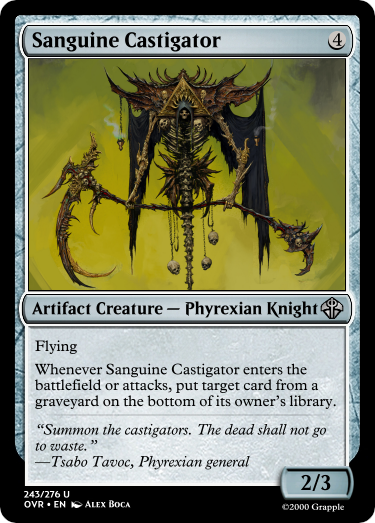 Sanguine Castigator 4
Artifact Creature — Phyrexian Knight
Flying
Whenever Sanguine Castigator enters the
battlefield or attacks, put target card from a
graveyard on the bottom of its owner's library.
“Summon the castigators. The dead shall not go
to waste.”
—Tsabo Tavoc, Phyrexian general
2/3
243/276 U
OVR • EN Alex Boca
©2000 Grapple